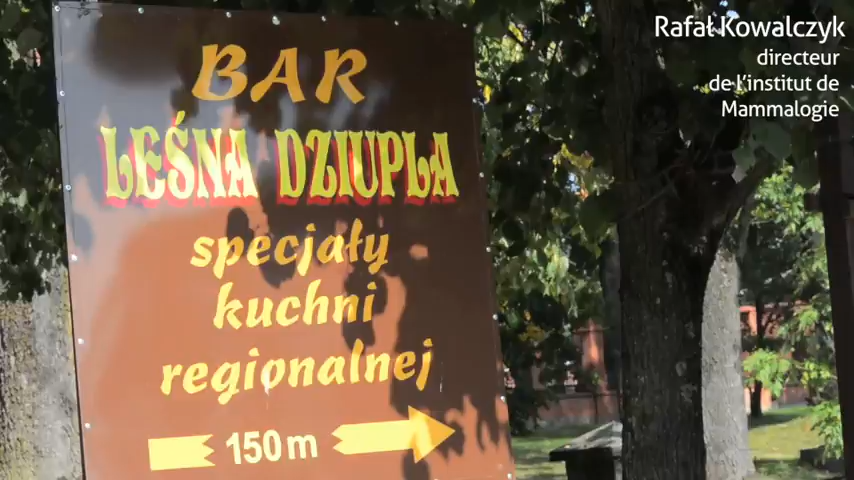 BAR
LEŚNA DZIUPLA
specjały
kuchni
regionalnej
150 m
Rafał Kowalczyk
directeur
de l'institut de
Mammalogie